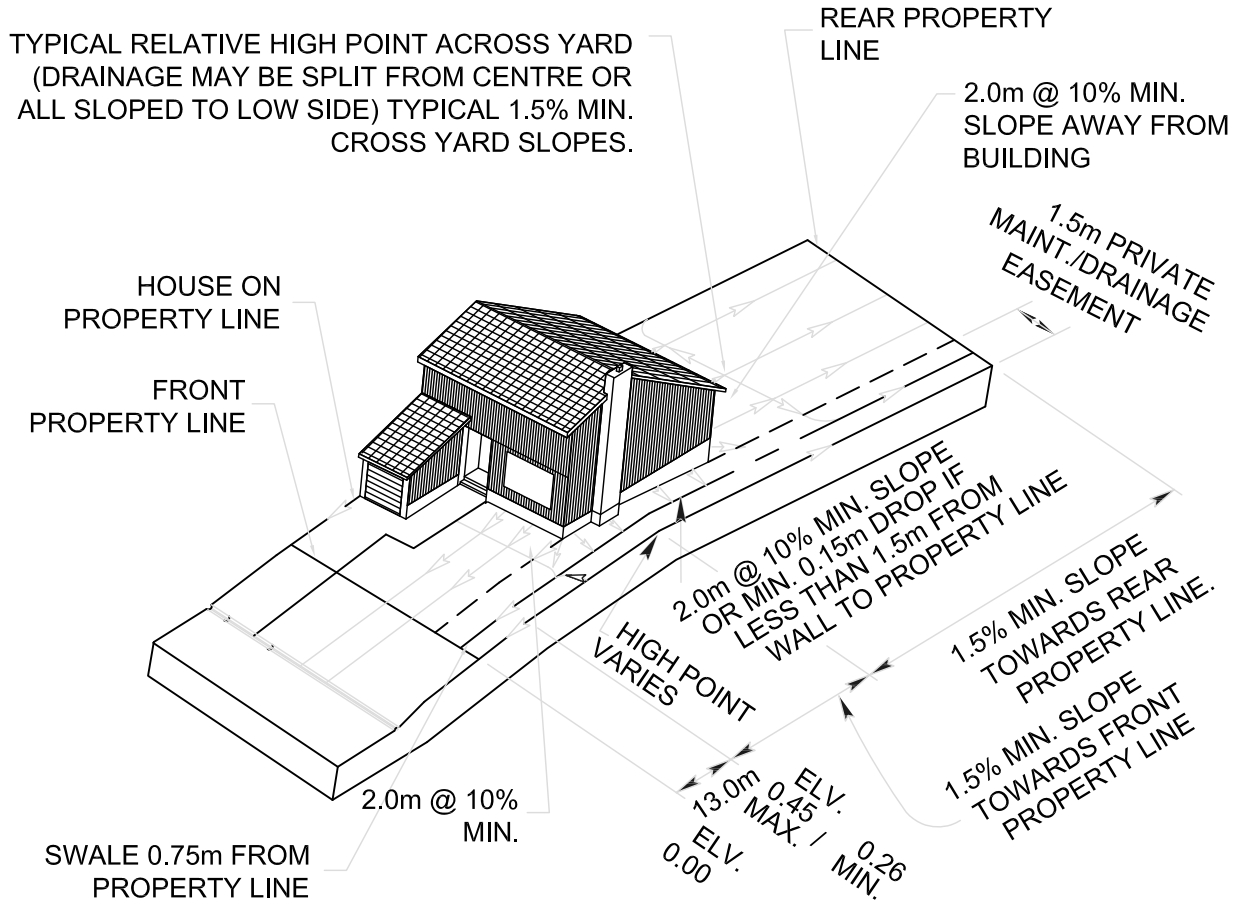 TYPICAL RELATIVE HIGH POINT ACROSS YARD
(DRAINAGE MAY BE SPLIT FROM CENTRE OR
ALL SLOPED TO LOW SIDE) TYPICAL 1.5% MIN.
CROSS YARD SLOPES.
REAR PROPERTY
LINE
2.0m @ 10% MIN.
SLOPE AWAY FROM
BUILDING
1.5m PRIVATE
MAINT./DRAINAGE
EASEMENT
HOUSE ON
PROPERTY LINE
FRONT
PROPERTY LINE
2.0m @ 10% MIN. SLOPE
OR MIN. 0.15m DROP IF
LESS THAN 1.5m FROM
WALL TO PROPERTY LINE
HIGH POINT
VARIES
1.5% MIN. SLOPE
TOWARDS REAR
PROPERTY LINE.
1.5% MIN. SLOPE
TOWARDS FRONT
PROPERTY LINE
13.0m
ELV.
0.45 / 0.26
MAX. MIN.
ELV.
0.00
2.0m @ 10%
MIN.
SWALE 0.75m FROM
PROPERTY LINE